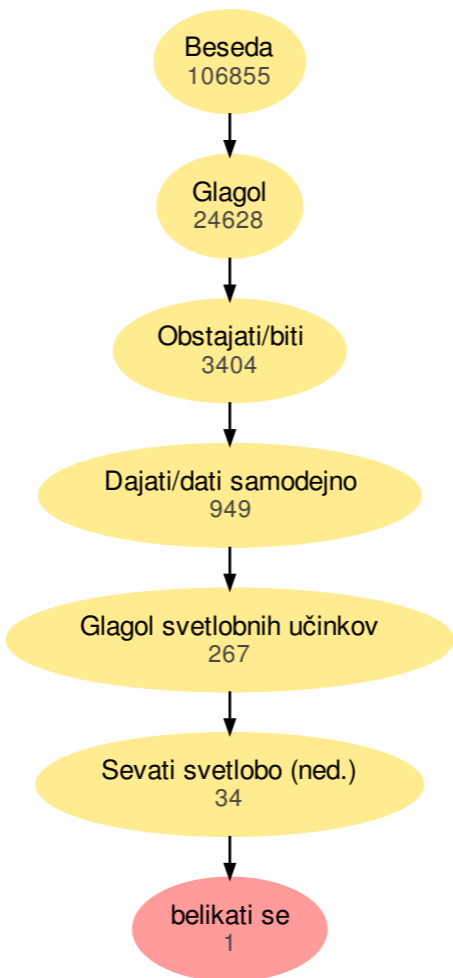 Beseda
106855
Glagol
24628
Obstajati/biti
3404
Dajati/dati samodejno
949
Glagol svetlobnih učinkov
267
Sevati svetlobo (ned.)
34
belikati se
1